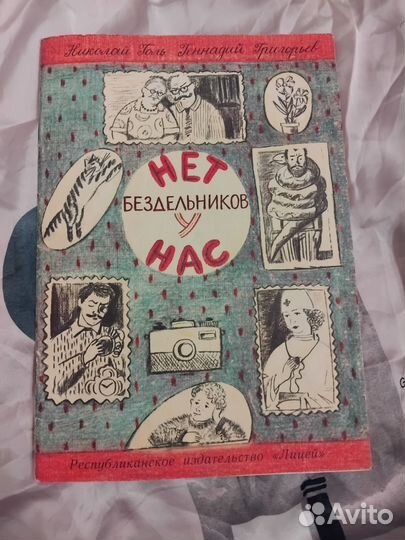 Николай Голь Геннадий Григорьев
НЕТ
БЕЗДЕЛЬНИКОВ
У
НАС
Республиканское издательство «Лицей»
Avito